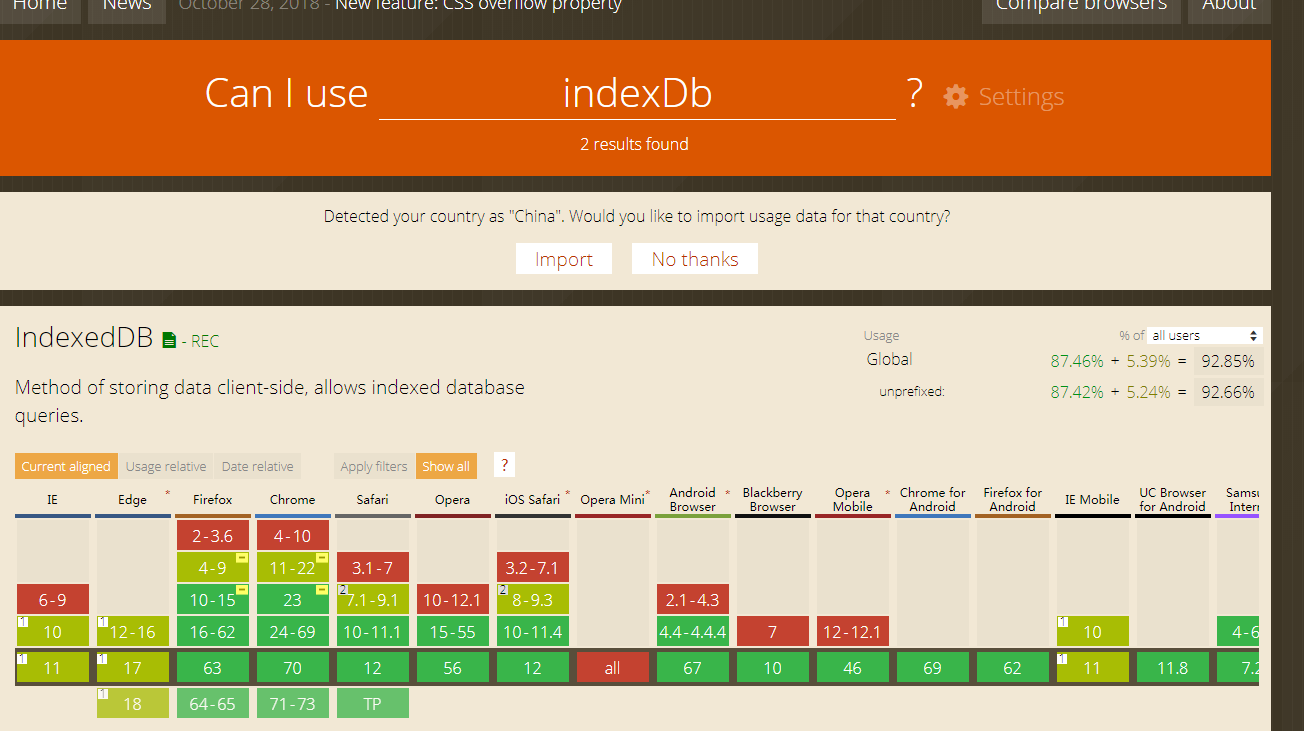 Home News October 28, 2018 - New feature: CSS overflow property Compare browsers About
Can I use indexDb ? Settings
2 results found
Detected your country as "China". Would you like to import usage data for that country?
Import No thanks
IndexedDB - REC
Method of storing data client-side, allows indexed database
queries.
Usage % of all users
Global 87.46% + 5.39% = 92.85%
unprefixed: 87.42% + 5.24% = 92.66%
Current aligned Usage relative Date relative Apply filters Show all ?
IE Edge * Firefox Chrome Safari Opera iOS Safari * Opera Mini * Android Browser * Blackberry Browser Opera Mobile * Chrome for Android Firefox for Android IE Mobile UC Browser for Android
2-3.6 4-10
4-9 11-22 3.1-7 3.2-7.1
6-9 10-15 23 2 7.1-9.1 10-12.1 2 8-9.3 2.1-4.3
1 10 1 12-16 16-62 24-69 10-11.1 15-55 10-11.4 4.4-4.4.4 7 12-12.1 1 10 4-6
1 11 1 17 63 70 12 56 12 all 67 10 46 69 62 1 11 11.8 7.2
1 18 64-65 71-73 TP